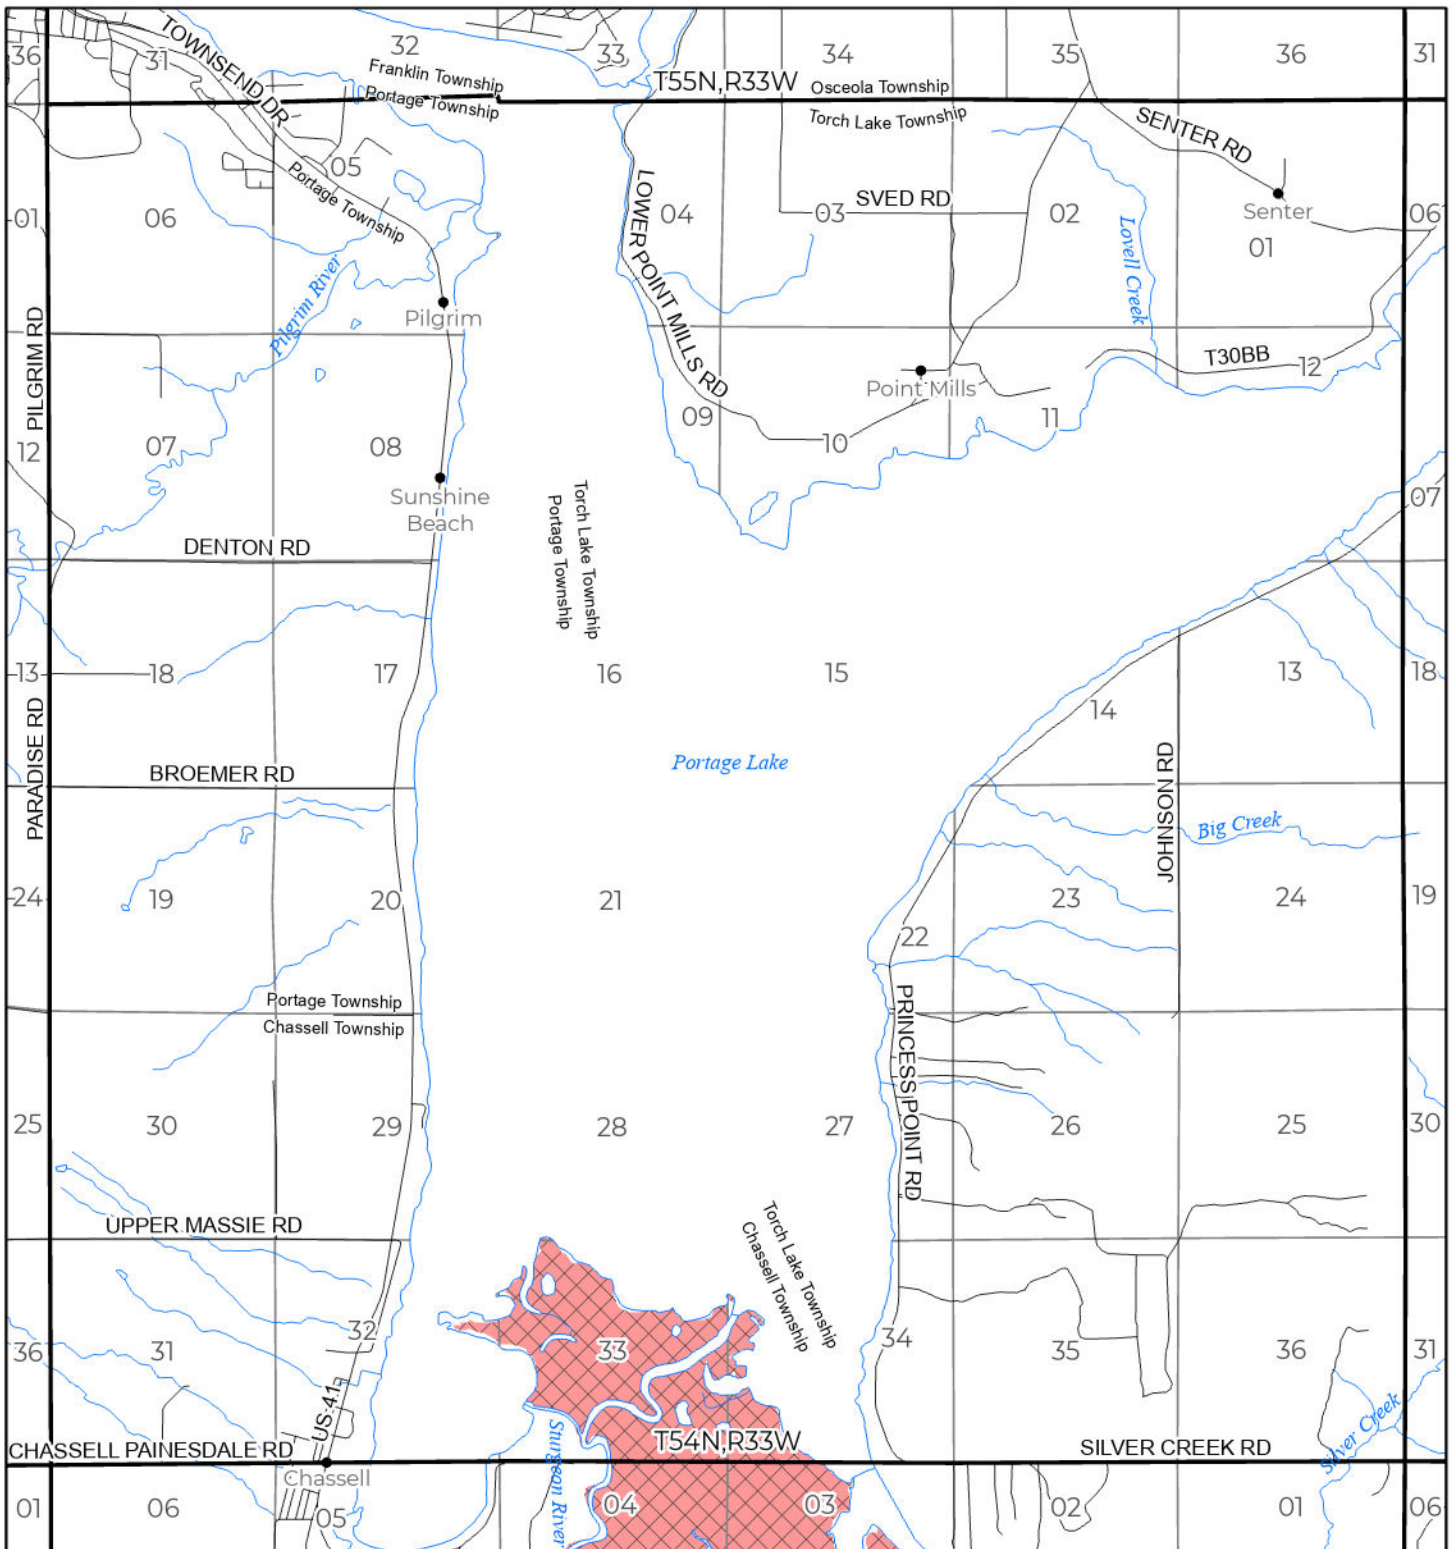 36
31
32
33
34
35
36
31
TOWNSEND DR
Franklin Township
Portage Township
T55N,R33W
Osceola Township
Torch Lake Township
SENTER RD
05
Portage Township
01
06
04
03
SVED RD
02
Senter
01
06
LOWER POINT MILLS RD
Lovell Creek
Pilgrim River
Pilgrim
PILGRIM RD
Point Mills
T30BB
12
12
07
08
09
10
11
07
Sunshine
Beach
Torch Lake Township
Portage Township
DENTON RD
13
18
17
16
15
14
13
18
PARADISE RD
BROEMER RD
Portage Lake
JOHNSON RD
Big Creek
24
19
20
21
22
23
24
19
Portage Township
Chassell Township
PRINCESS POINT RD
25
30
29
28
27
26
25
30
UPPER MASSIE RD
Torch Lake Township
Chassell Township
36
31
32
33
34
35
36
31
US 41
Silver Creek
CHASSELL PAINESDALE RD
T54N,R33W
SILVER CREEK RD
Chassell
Sturgeon River
01
06
05
04
03
02
01
06